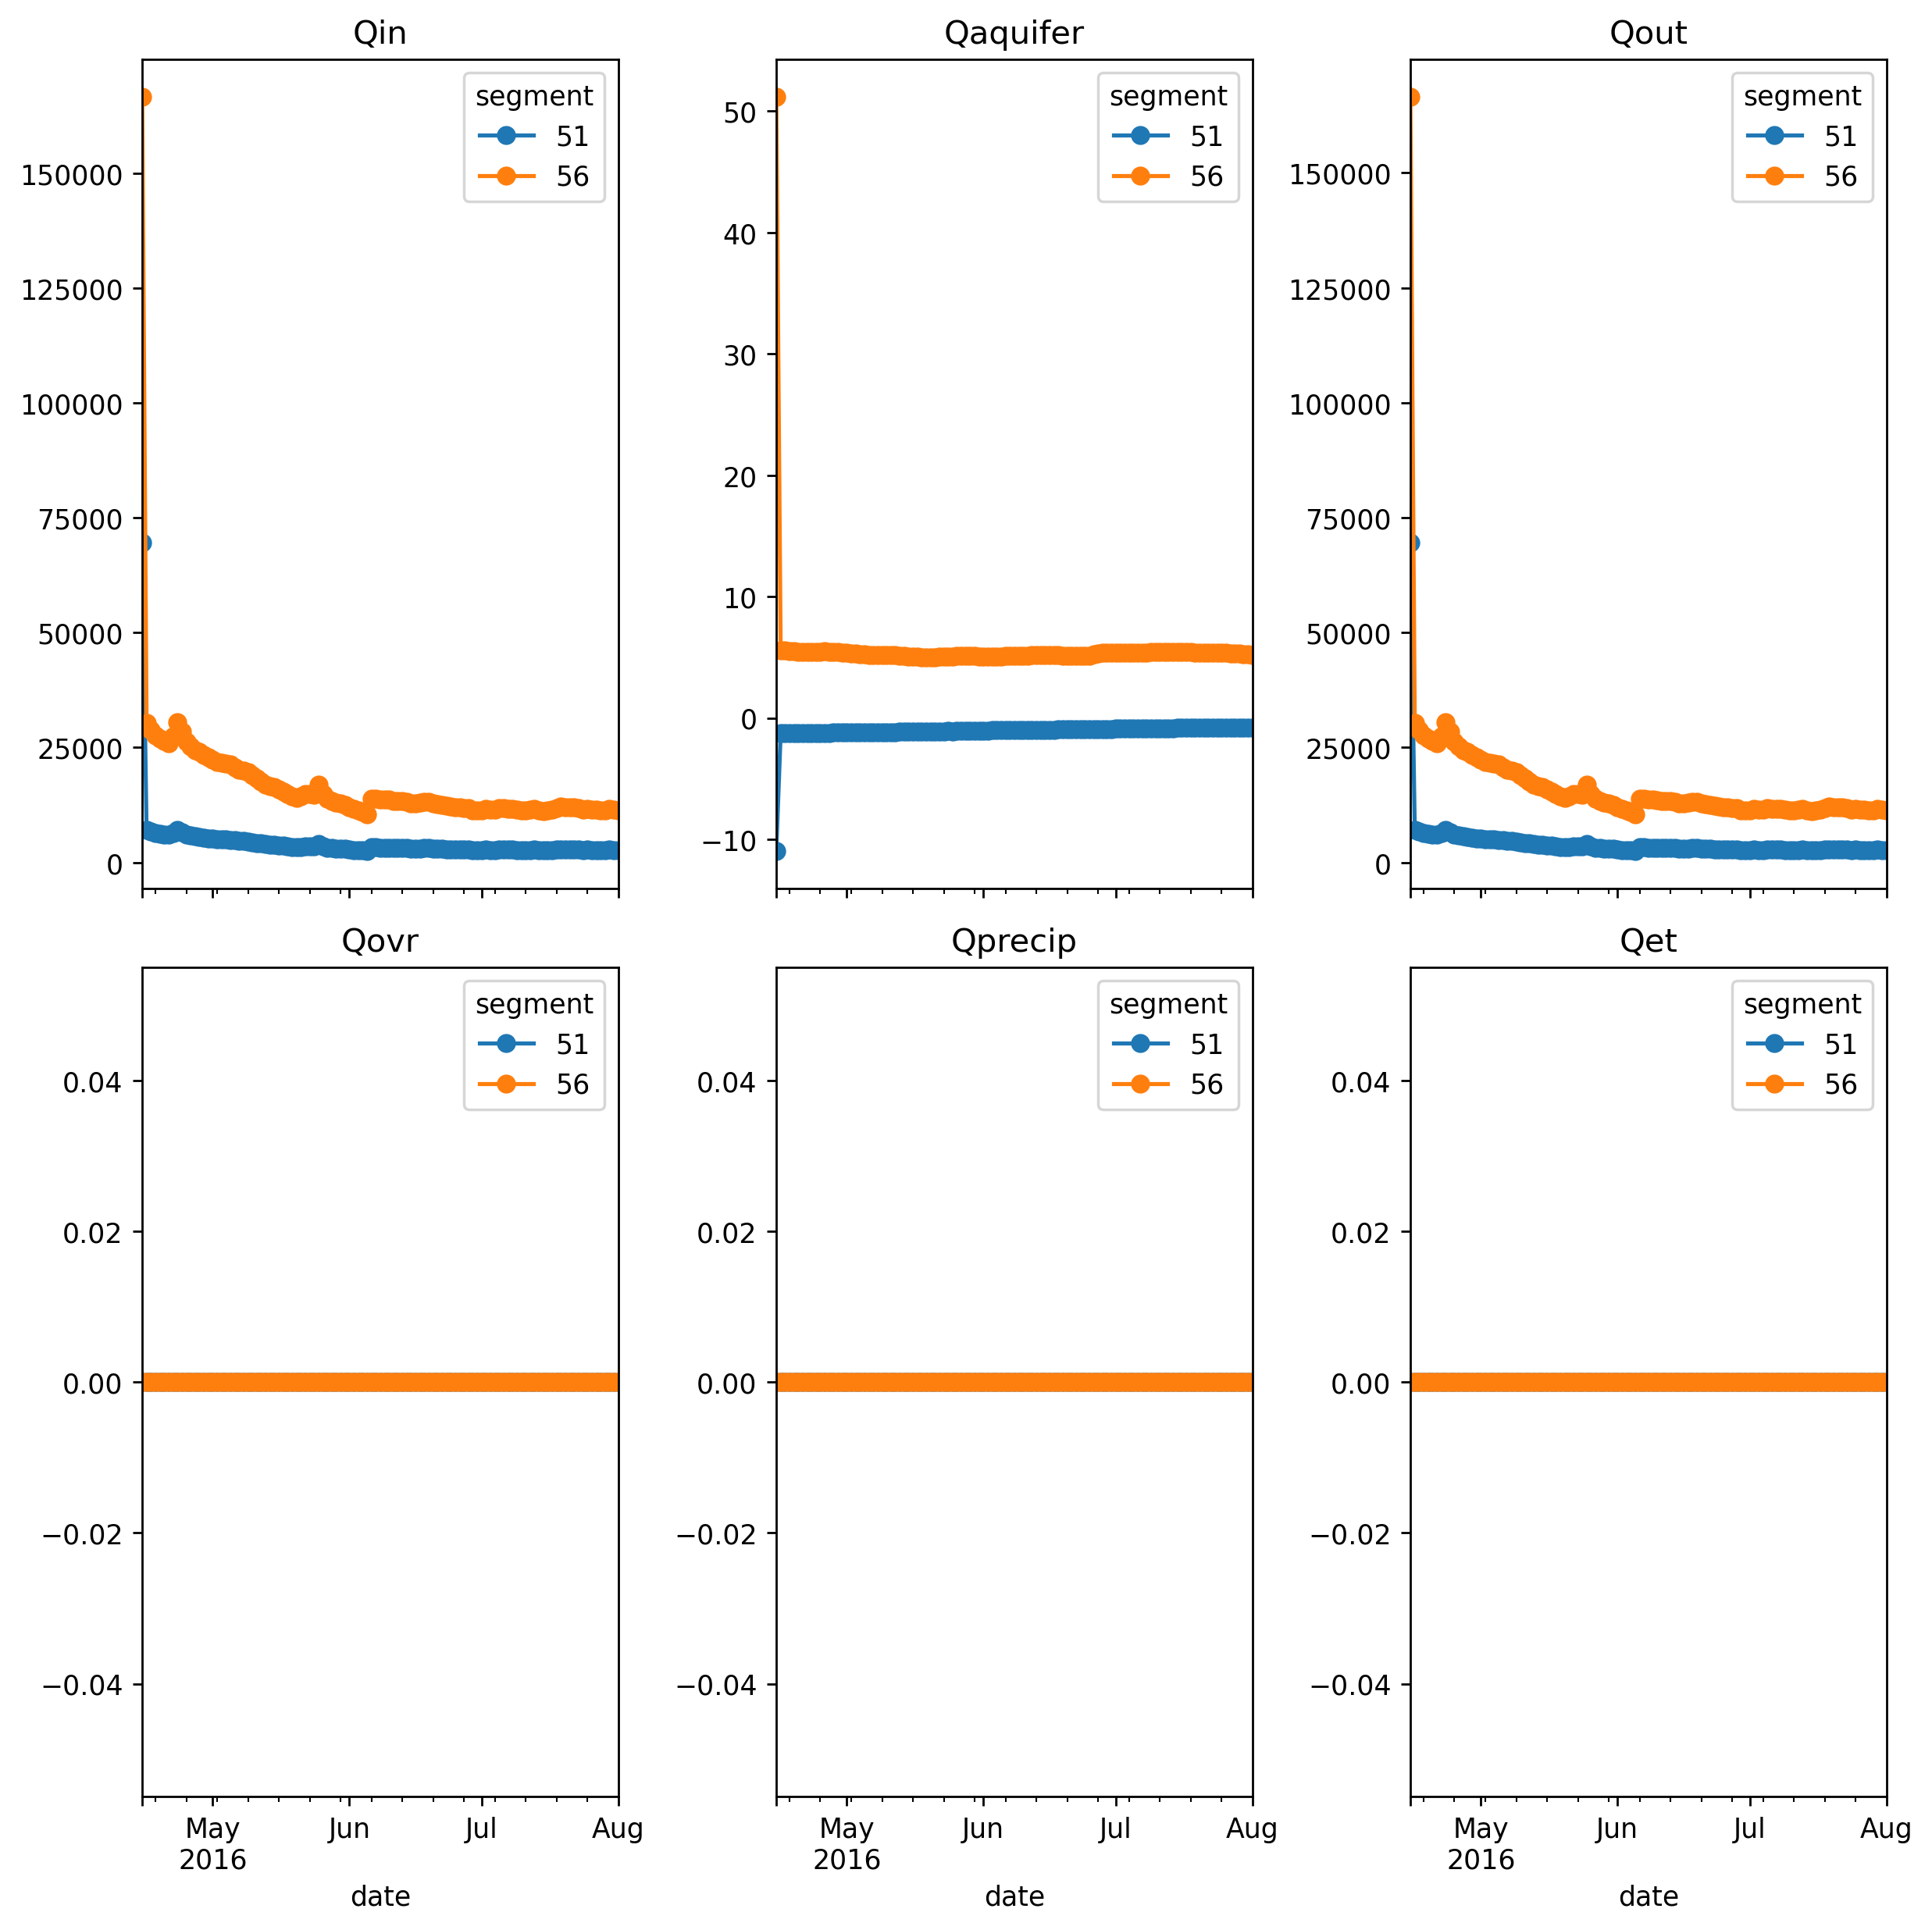 Qin
segment
51
56
150000
125000
100000
75000
50000
25000
0
Qaquifer
segment
51
56
50
40
30
20
10
0
−10
Qout
segment
51
56
150000
125000
100000
75000
50000
25000
0
Qovr
segment
51
56
0.04
0.02
0.00
−0.02
−0.04
May
2016
Jun
Jul
Aug
date
Qprecip
segment
51
56
0.04
0.02
0.00
−0.02
−0.04
May
2016
Jun
Jul
Aug
date
Qet
segment
51
56
0.04
0.02
0.00
−0.02
−0.04
May
2016
Jun
Jul
Aug
date